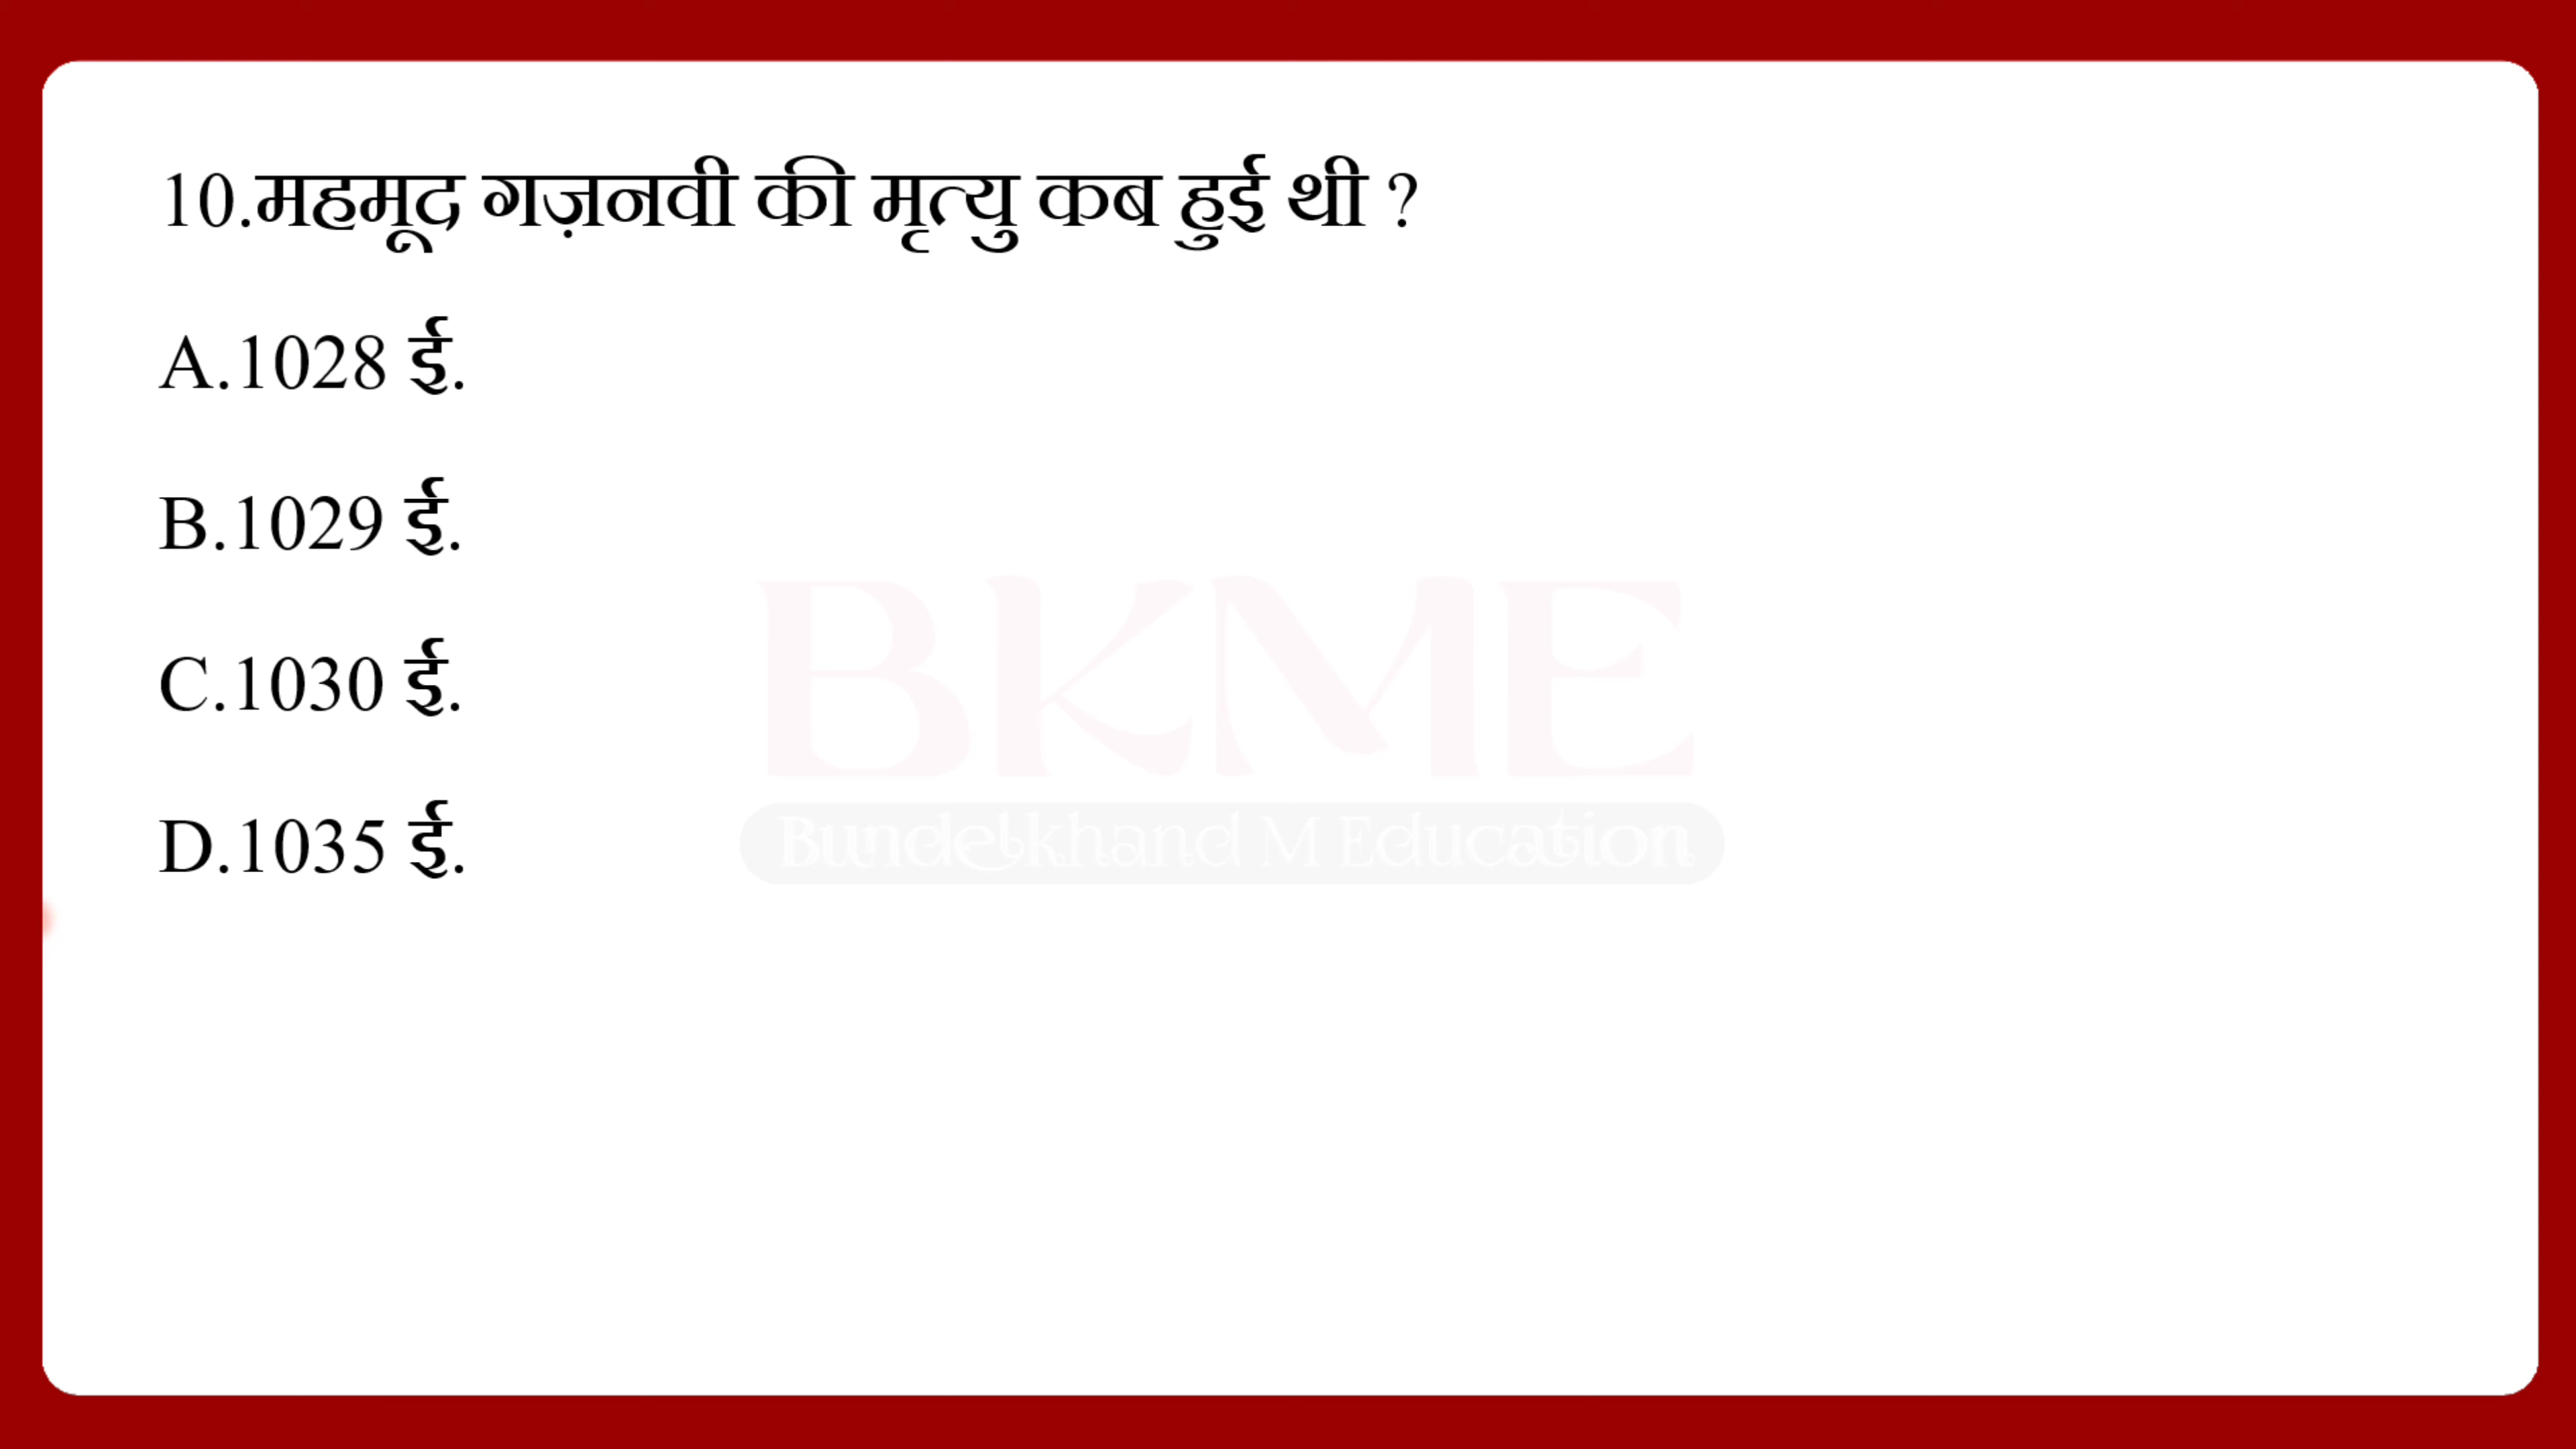 10.महमूद गज़नवी की मृत्यु कब हुई थी ?
A.1028 ई.
B.1029 ई.
C.1030 ई.
D.1035 ई.
BKME
Bundelkhand M Education